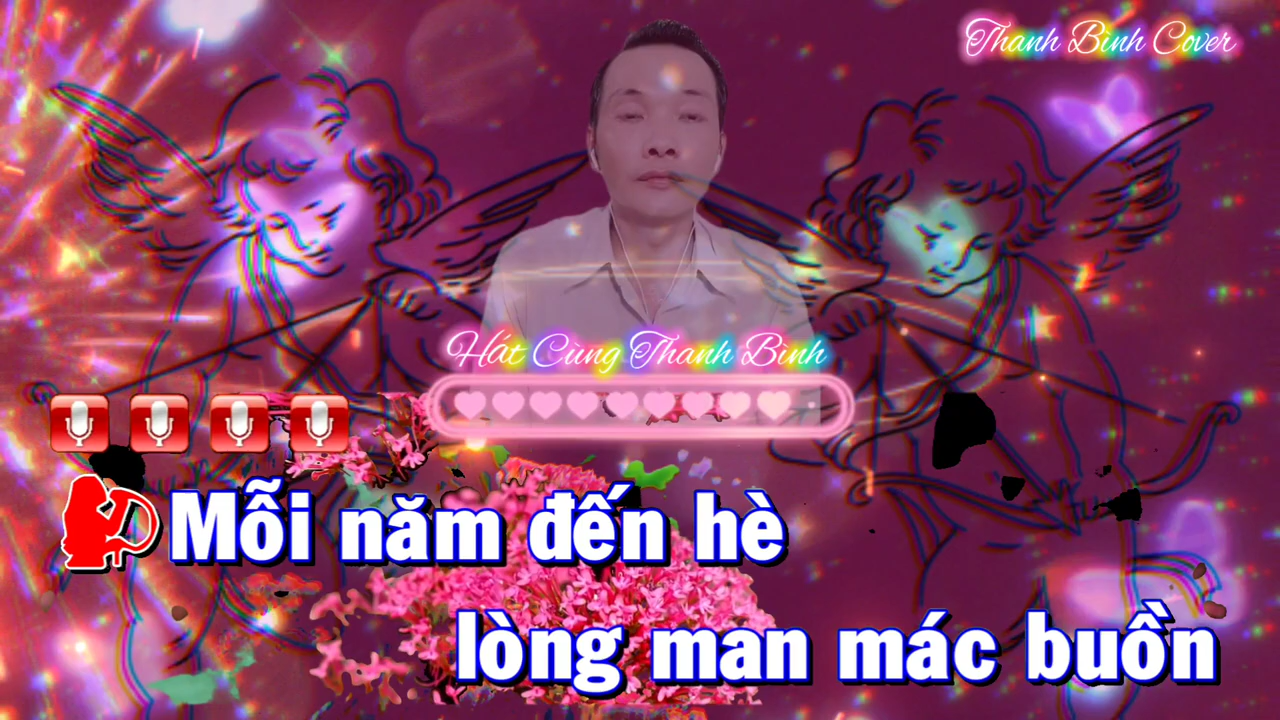 Thanh Bình Cover
Hát Cùng Thanh Bình
Mỗi năm đến hè
lòng man mác buồn